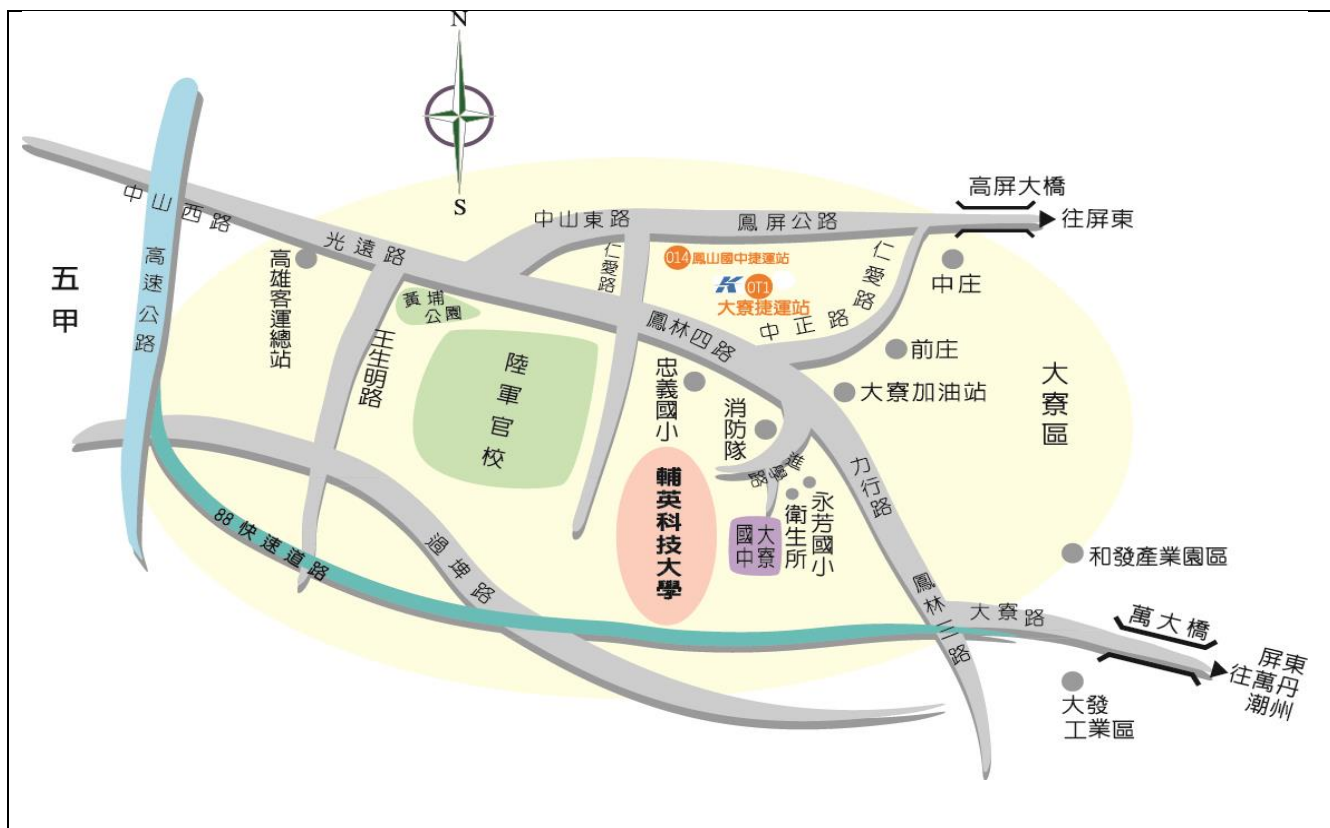 N
S
高屏大橋
往屏東
中山西路
光遠路
中山東路
鳳屏公路
仁愛路
仁愛路
O14鳳山國中捷運站
OT1
大寮捷運站
五甲
高速公路
高雄客運總站
黃埔
公園
鳳林四路
中正路
中庄
前庄
大寮加油站
大寮區
王生明路
陸軍官校
忠義國小
消防隊
進學路
力行路
輔英科技大學
大寮
國中
衛生所
永芳國小
88快速道路
過埤路
鳳林三路
和發產業園區
大寮路
萬大橋
屏東
往萬丹
潮州
大發
工業區